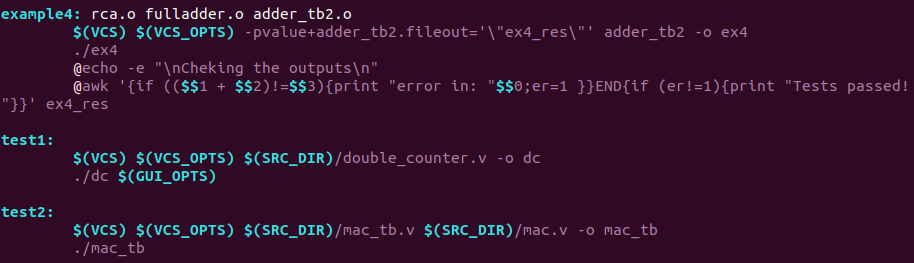 example4: rca.o fulladder.o adder_tb2.o
$(VCS) $(VCS_OPTS) -pvalue+adder_tb2.fileout='\"ex4_res\"' adder_tb2 -o ex4
./ex4
@echo -e "\nCheking the outputs\n"
@awk '{if (($$1 + $$2)!=$$3){print "error in: "$$0;er=1 }}END{if (er!=1){print "Tests passed!
"}}' ex4_res
test1:
$(VCS) $(VCS_OPTS) $(SRC_DIR)/double_counter.v -o dc
./dc $(GUI_OPTS)
test2:
$(VCS) $(VCS_OPTS) $(SRC_DIR)/mac_tb.v $(SRC_DIR)/mac.v -o mac_tb
./mac_tb